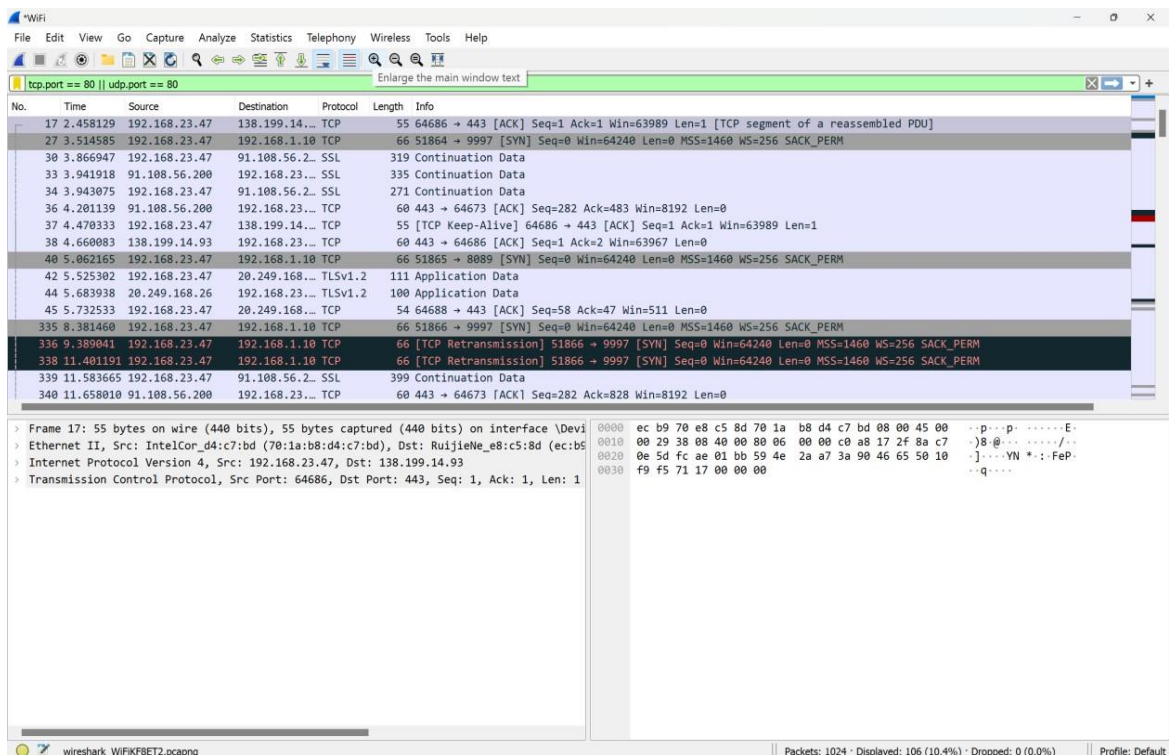 *WiFi
File Edit View Go Capture Analyze Statistics Telephony Wireless Tools Help
Enlarge the main window text
tcp.port == 80 || udp.port == 80
No. Time Source Destination Protocol Length Info
17 2.458129 192.168.23.47 138.199.14.… TCP 55 64686 → 443 [ACK] Seq=1 Ack=1 Win=63989 Len=1 [TCP segment of a reassembled PDU]
27 3.514585 192.168.23.47 192.168.1.10 TCP 66 51864 → 9997 [SYN] Seq=0 Win=64240 Len=0 MSS=1460 WS=256 SACK_PERM
30 3.866947 192.168.23.47 91.108.56.2… SSL 319 Continuation Data
33 3.941918 91.108.56.200 192.168.23.… SSL 335 Continuation Data
34 3.943075 192.168.23.47 91.108.56.2… SSL 271 Continuation Data
36 4.201139 91.108.56.200 192.168.23.… TCP 60 443 → 64673 [ACK] Seq=282 Ack=483 Win=8192 Len=0
37 4.470333 192.168.23.47 138.199.14.… TCP 55 [TCP Keep-Alive] 64686 → 443 [ACK] Seq=1 Ack=1 Win=63989 Len=1
38 4.660083 138.199.14.93 192.168.23.… TCP 60 443 → 64686 [ACK] Seq=1 Ack=2 Win=63967 Len=0
40 5.062165 192.168.23.47 192.168.1.10 TCP 66 51865 → 8089 [SYN] Seq=0 Win=64240 Len=0 MSS=1460 WS=256 SACK_PERM
42 5.525302 192.168.23.47 20.249.168.… TLSv1.2 111 Application Data
44 5.683938 20.249.168.26 192.168.23.… TLSv1.2 100 Application Data
45 5.732533 192.168.23.47 20.249.168.… TCP 54 64688 → 443 [ACK] Seq=58 Ack=47 Win=511 Len=0
335 8.381460 192.168.23.47 192.168.1.10 TCP 66 51866 → 9997 [SYN] Seq=0 Win=64240 Len=0 MSS=1460 WS=256 SACK_PERM
336 9.389041 192.168.23.47 192.168.1.10 TCP 66 [TCP Retransmission] 51866 → 9997 [SYN] Seq=0 Win=64240 Len=0 MSS=1460 WS=256 SACK_PERM
338 11.401191 192.168.23.47 192.168.1.10 TCP 66 [TCP Retransmission] 51866 → 9997 [SYN] Seq=0 Win=64240 Len=0 MSS=1460 WS=256 SACK_PERM
339 11.583665 192.168.23.47 91.108.56.2… SSL 399 Continuation Data
340 11.658010 91.108.56.200 192.168.23.… TCP 60 443 → 64673 [ACK] Seq=282 Ack=828 Win=8192 Len=0
Frame 17: 55 bytes on wire (440 bits), 55 bytes captured (440 bits) on interface \Devi
Ethernet II, Src: IntelCor_d4:c7:bd (70:1a:b8:d4:c7:bd), Dst: RuijieNe_e8:c5:8d (ec:b9
Internet Protocol Version 4, Src: 192.168.23.47, Dst: 138.199.14.93
Transmission Control Protocol, Src Port: 64686, Dst Port: 443, Seq: 1, Ack: 1, Len: 1
0000 ec b9 70 e8 c5 8d 70 1a b8 d4 c7 bd 08 00 45 00 ··p···p· ······E·
0010 00 29 38 08 40 00 80 06 00 00 c0 a8 17 2f 8a c7 ·)8·@··· ·····/··
0020 0e 5d fc ae 01 bb 59 4e 2a a7 3a 90 46 65 50 10 ·]····YN *·:·FeP·
0030 f9 f5 71 17 00 00 00 ··q····
wireshark_WiFiKF8ET2.pcapng Packets: 1024 · Displayed: 106 (10.4%) · Dropped: 0 (0.0%) Profile: Default